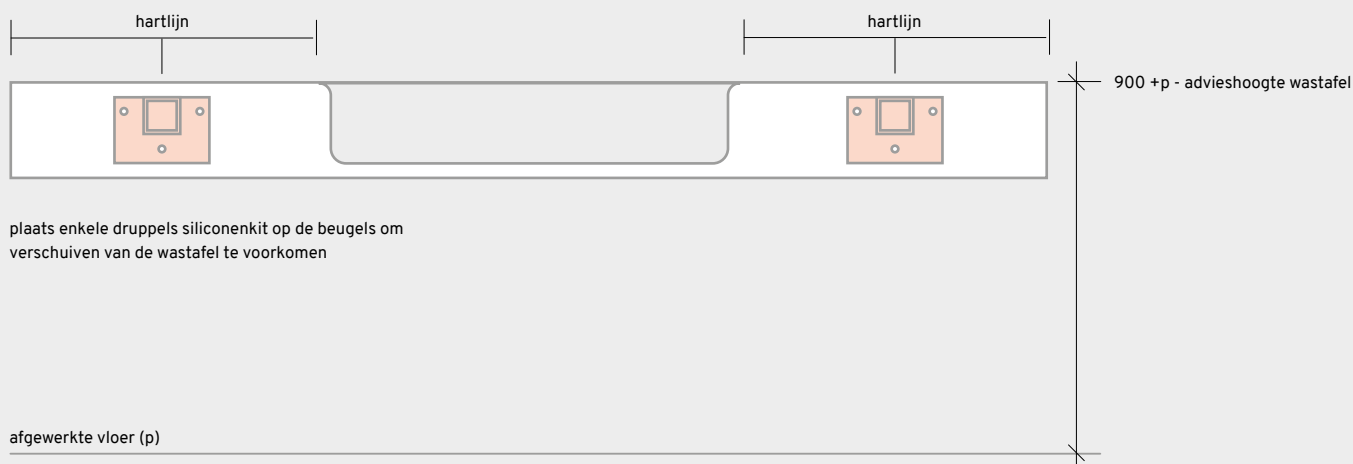 hartlijn
hartlijn
900 +p - advieshoogte wastafel
plaats enkele druppels siliconenkit op de beugels om
verschuiven van de wastafel te voorkomen
afgewerkte vloer (p)